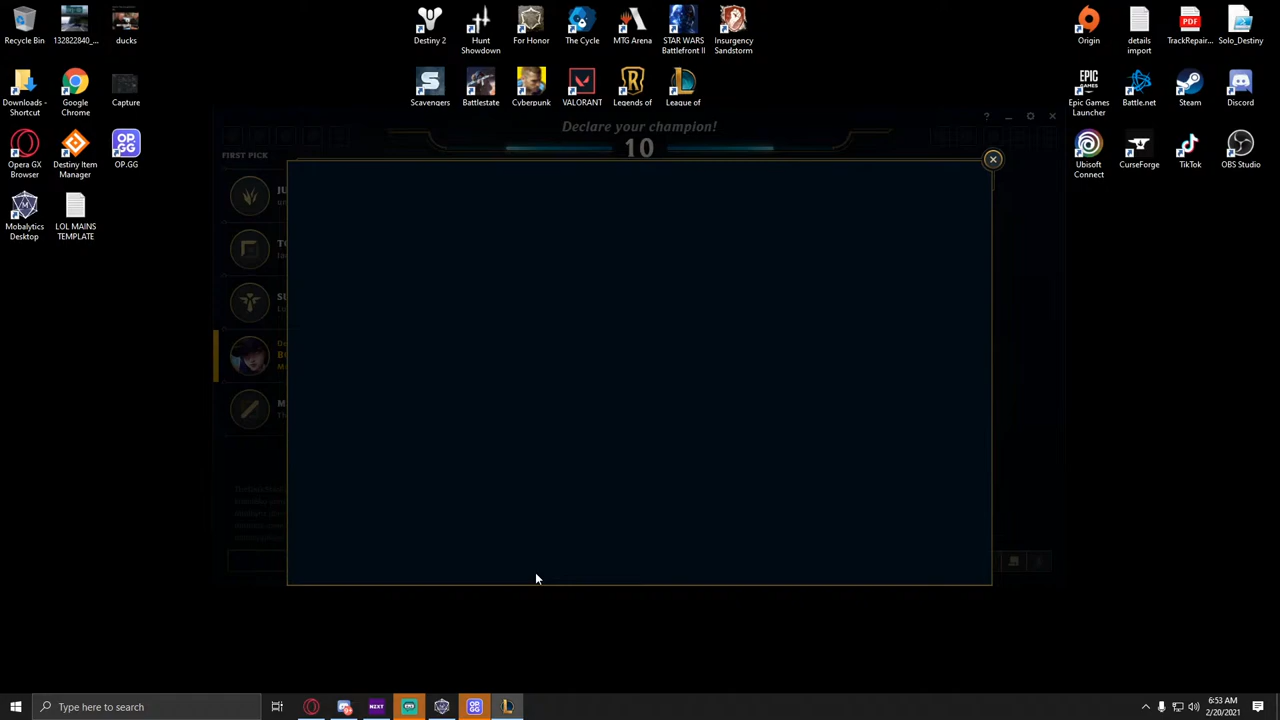 Recycle Bin
132822840_...
ducks
Destiny 2
Hunt Showdown
For Honor
The Cycle
MTG Arena
STAR WARS Battlefront II
Insurgency Sandstorm
Origin
details import
TrackRepair...
Solo_Destiny
Downloads - Shortcut
Google Chrome
Capture
Scavengers
Battlestate
Cyberpunk
VALORANT
Legends of
League of
Epic Games Launcher
Battle.net
Steam
Discord
Opera GX Browser
Destiny Item Manager
OP.GG
Ubisoft Connect
CurseForge
TikTok
OBS Studio
Mobalytics Desktop
LOL MAINS TEMPLATE
Declare your champion!
10
FIRST PICK
Type here to search
NEXT
6:53 AM
2/20/2021